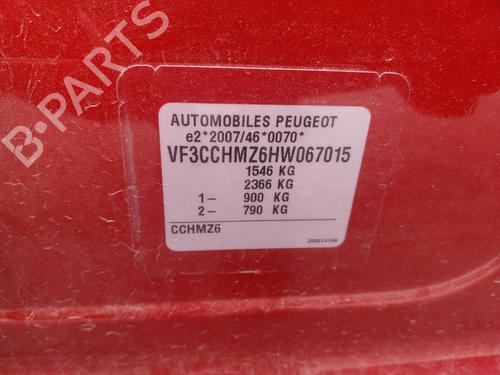 B-PARTS
AUTOMOBILES PEUGEOT
e2*2007/46*0070*
VF3CCHMZ6HW067015
1546 KG
2366 KG
1- 900 KG
2- 790 KG
CCHMZ6